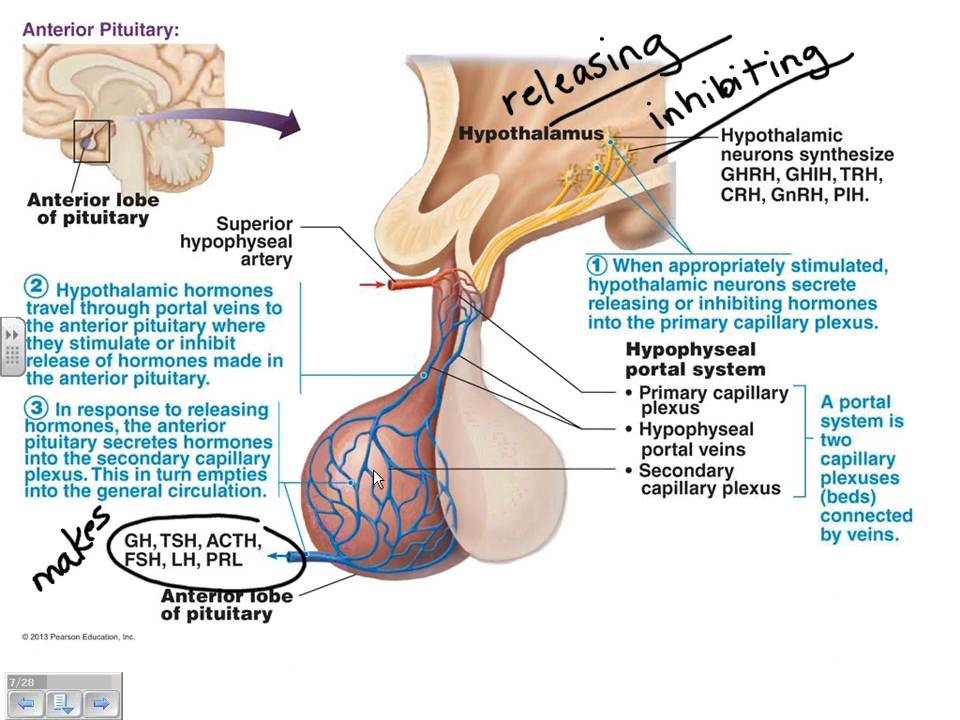 Anterior Pituitary:
releasing
inhibiting
Hypothalamus
Hypothalamic
neurons synthesize
GHRH, GHIH, TRH,
CRH, GnRH, PIH.
Anterior lobe
of pituitary
Superior
hypophyseal
artery
1 When appropriately stimulated,
hypothalamic neurons secrete
releasing or inhibiting hormones
into the primary capillary plexus.
2 Hypothalamic hormones
travel through portal veins to
the anterior pituitary where
they stimulate or inhibit
release of hormones made in
the anterior pituitary.
Hypophyseal
portal system
• Primary capillary
plexus
• Hypophyseal
portal veins
• Secondary
capillary plexus
A portal
system is
two
capillary
plexuses
(beds)
connected
by veins.
3 In response to releasing
hormones, the anterior
pituitary secretes hormones
into the secondary capillary
plexus. This in turn empties
into the general circulation.
makes
GH, TSH, ACTH,
FSH, LH, PRL
Anterior lobe
of pituitary
© 2013 Pearson Education, Inc.
7/28